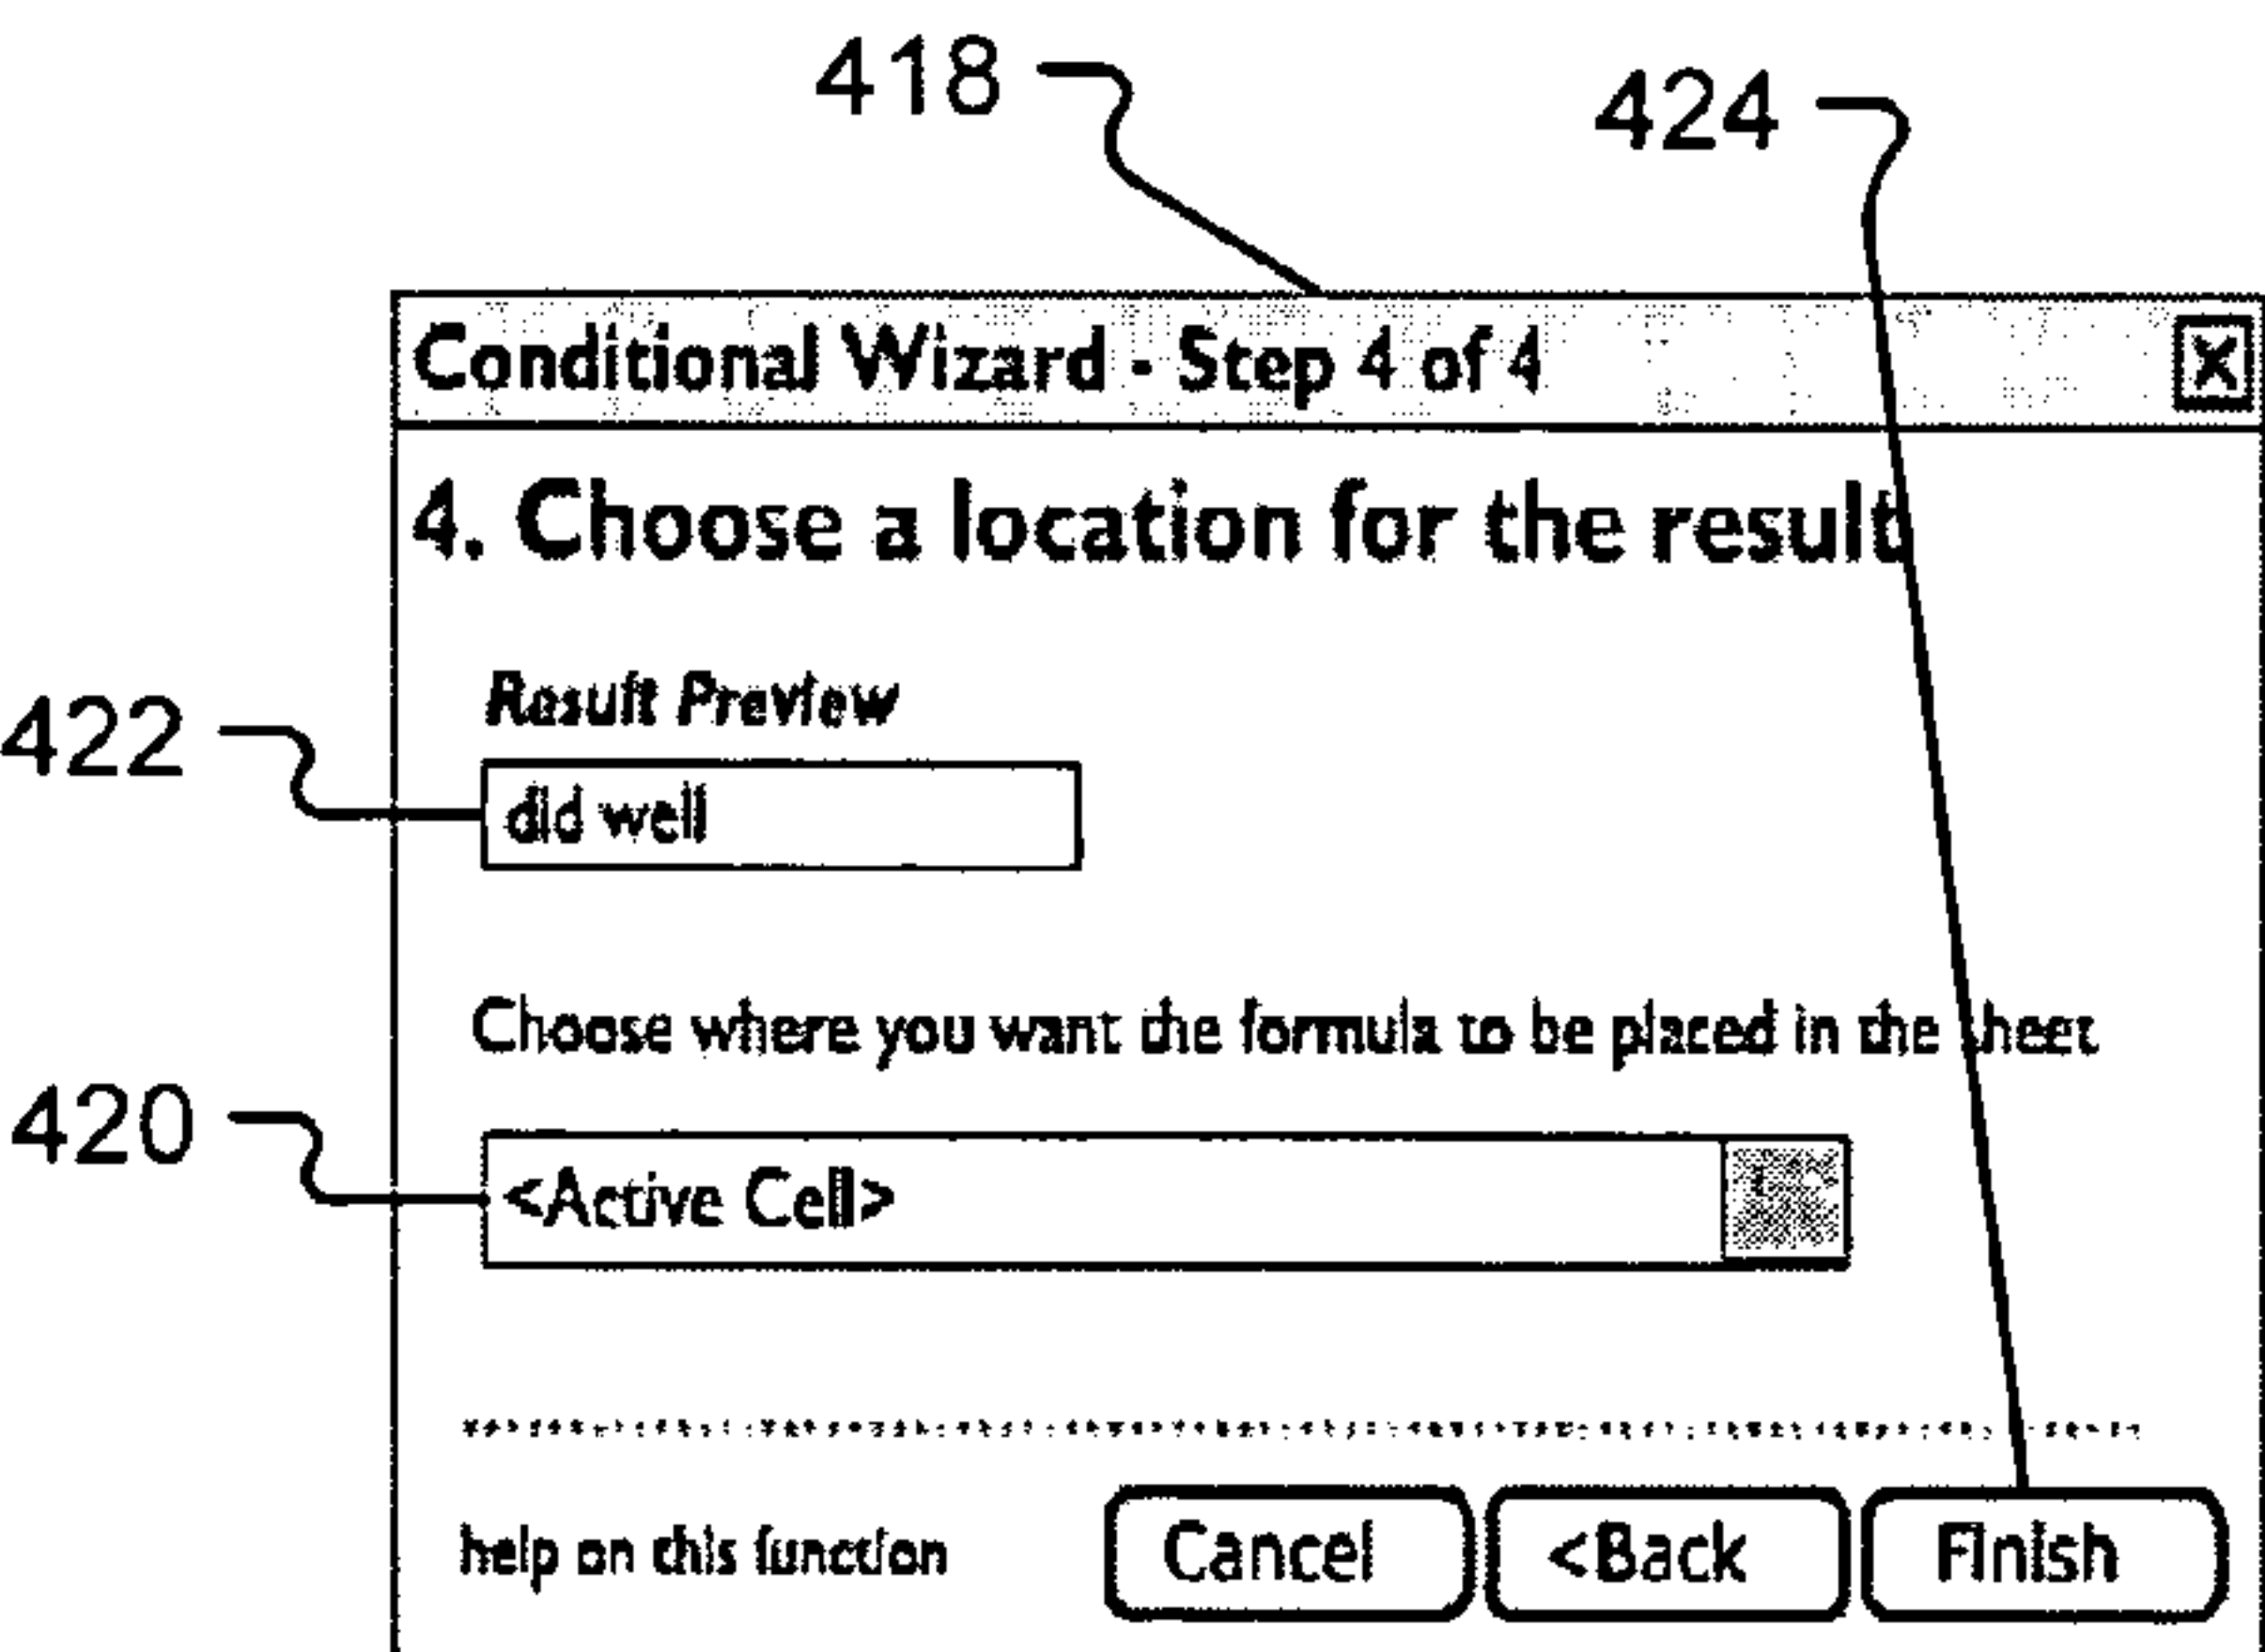 418
424
Conditional Wizard - Step 4 of 4 X
4. Choose a location for the result
Result Preview
422
did well
Choose where you want the formula to be placed in the sheet
420
<Active Cell>
help on this function Cancel <Back Finish